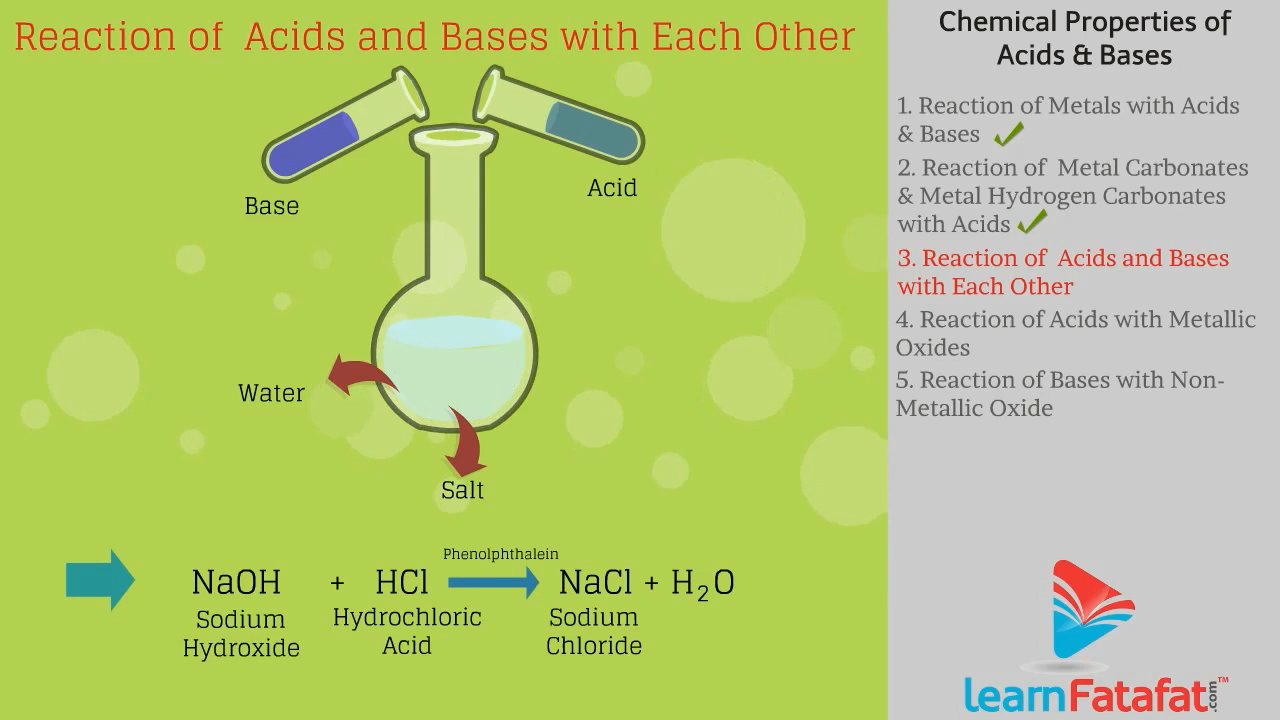 Reaction of Acids and Bases with Each Other
Base
Acid
Water
Salt
Phenolphthalein
NaOH + HCl NaCl + H₂O
Sodium Hydrochloric Sodium
Hydroxide Acid Chloride
Chemical Properties of
Acids & Bases
1. Reaction of Metals with Acids
& Bases
2. Reaction of Metal Carbonates
& Metal Hydrogen Carbonates
with Acids
3. Reaction of Acids and Bases
with Each Other
4. Reaction of Acids with Metallic
Oxides
5. Reaction of Bases with Non-
Metallic Oxide
learnFatafat.com™